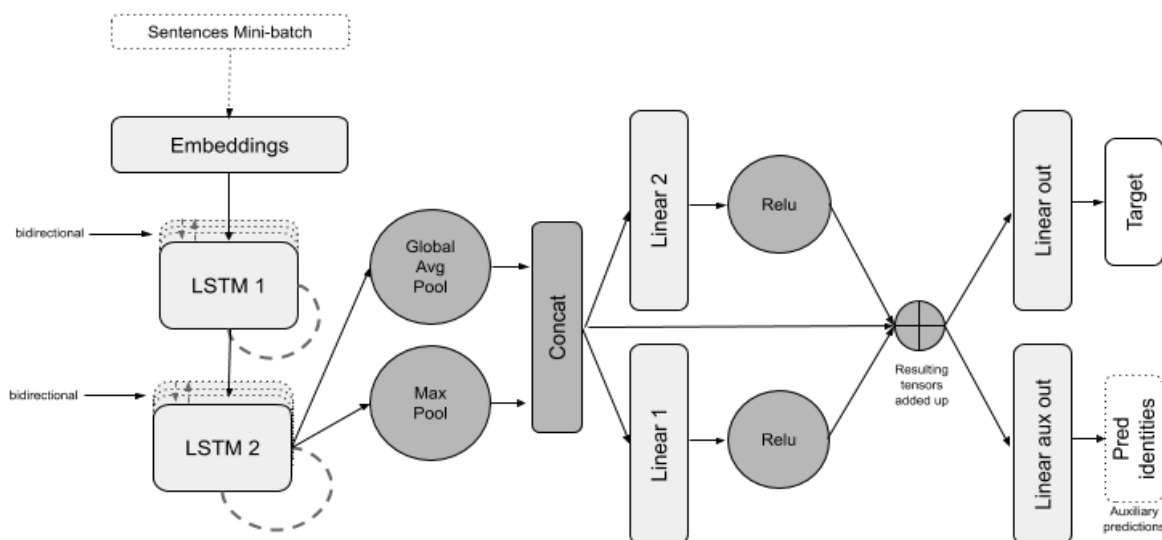 Sentences Mini-batch
Embeddings
bidirectional
LSTM 1
bidirectional
LSTM 2
Global
Avg
Pool
Max
Pool
Concat
Linear 2
Relu
Linear 1
Relu
Resulting
tensors
added up
Linear out
Target
Linear aux out
Pred
identities
Auxiliary
predictions